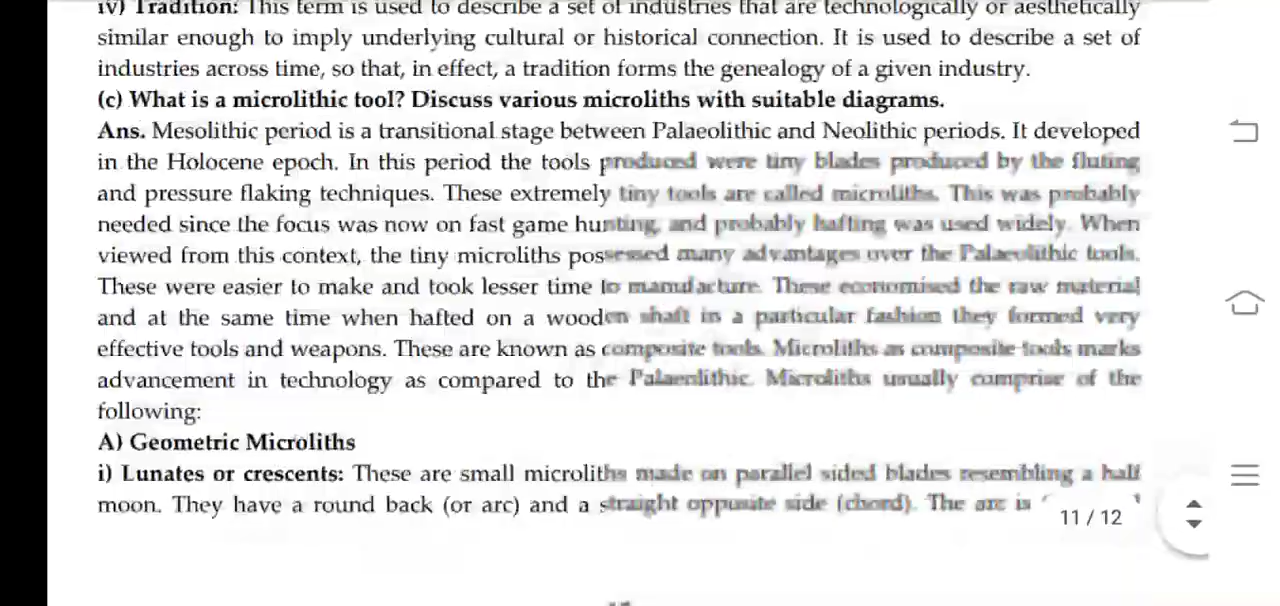 iv) Tradition: This term is used to describe a set of industries that are technologically or aesthetically
similar enough to imply underlying cultural or historical connection. It is used to describe a set of
industries across time, so that, in effect, a tradition forms the genealogy of a given industry.
(c) What is a microlithic tool? Discuss various microliths with suitable diagrams.
Ans. Mesolithic period is a transitional stage between Palaeolithic and Neolithic periods. It developed
in the Holocene epoch. In this period the tools produced were tiny blades produced by the fluting
and pressure flaking techniques. These extremely tiny tools are called microliths. This was probably
needed since the focus was now on fast game hunting, and probably hafting was used widely. When
viewed from this context, the tiny microliths possessed many advantages over the Palaeolithic tools.
These were easier to make and took lesser time to manufacture. These economised the raw material
and at the same time when hafted on a wooden shaft in a particular fashion they formed very
effective tools and weapons. These are known as composite tools. Microliths as composite tools marks
advancement in technology as compared to the Palaeolithic. Microliths usually comprise of the
following:
A) Geometric Microliths
i) Lunates or crescents: These are small microliths made on parallel sided blades resembling a half
moon. They have a round back (or arc) and a straight opposite side (chord). The arc is
11 / 12